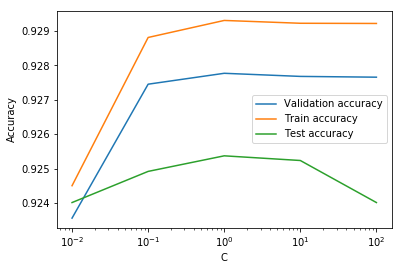 0.929
0.928
0.927
0.926
0.925
0.924
Accuracy
Validation accuracy
Train accuracy
Test accuracy
10⁻² 10⁻¹ 10⁰ 10¹ 10²
C